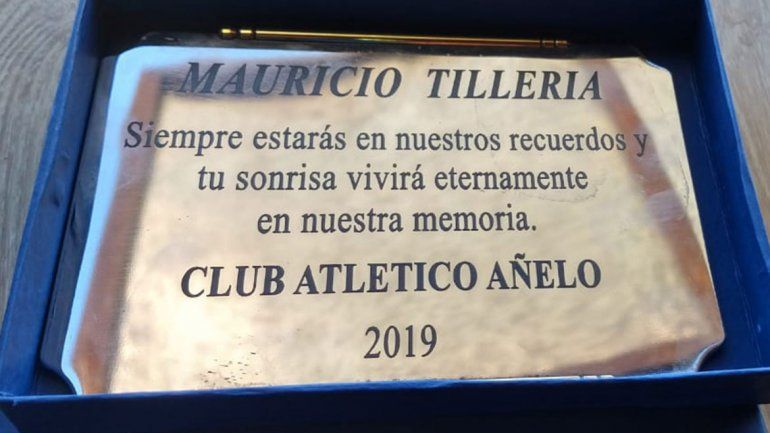 MAURICIO TILLERIA
Siempre estarás en nuestros recuerdos y
tu sonrisa vivirá eternamente
en nuestra memoria.
CLUB ATLETICO AÑELO
2019